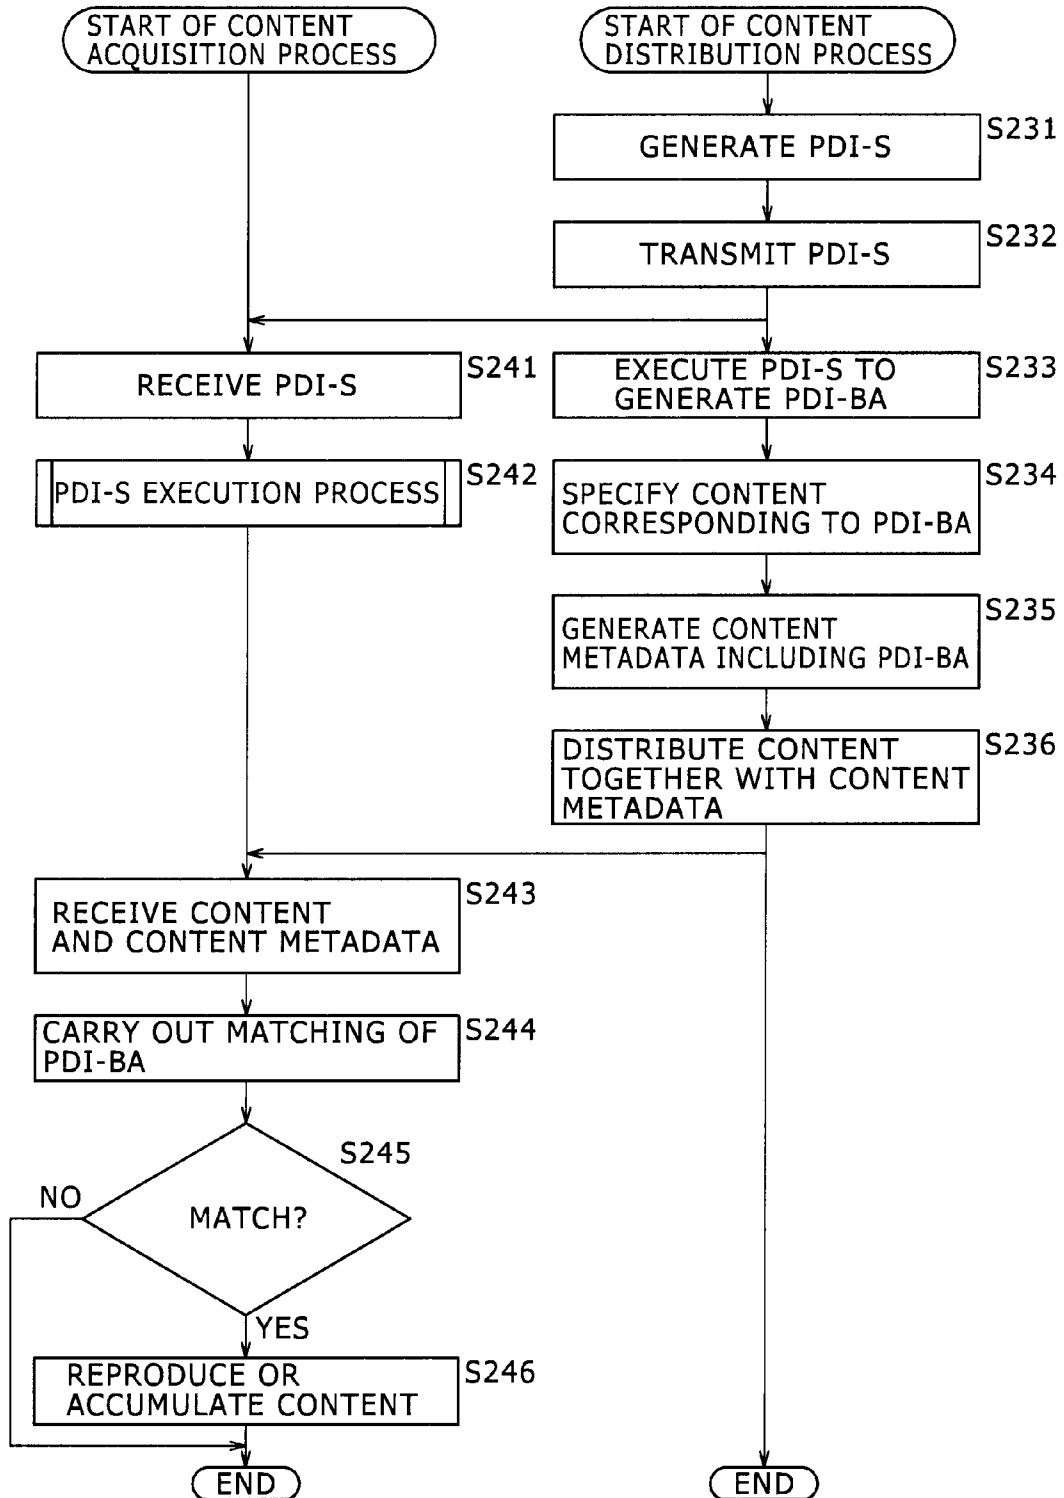 START OF CONTENT
ACQUISITION PROCESS
START OF CONTENT
DISTRIBUTION PROCESS
GENERATE PDI-S
S231
TRANSMIT PDI-S
S232
RECEIVE PDI-S
S241
EXECUTE PDI-S TO
GENERATE PDI-BA
S233
PDI-S EXECUTION PROCESS
S242
SPECIFY CONTENT
CORRESPONDING TO PDI-BA
S234
GENERATE CONTENT
METADATA INCLUDING PDI-BA
S235
DISTRIBUTE CONTENT
TOGETHER WITH CONTENT
METADATA
S236
RECEIVE CONTENT
AND CONTENT METADATA
S243
CARRY OUT MATCHING OF
PDI-BA
S244
S245
NO
MATCH?
YES
REPRODUCE OR
ACCUMULATE CONTENT
S246
END
END